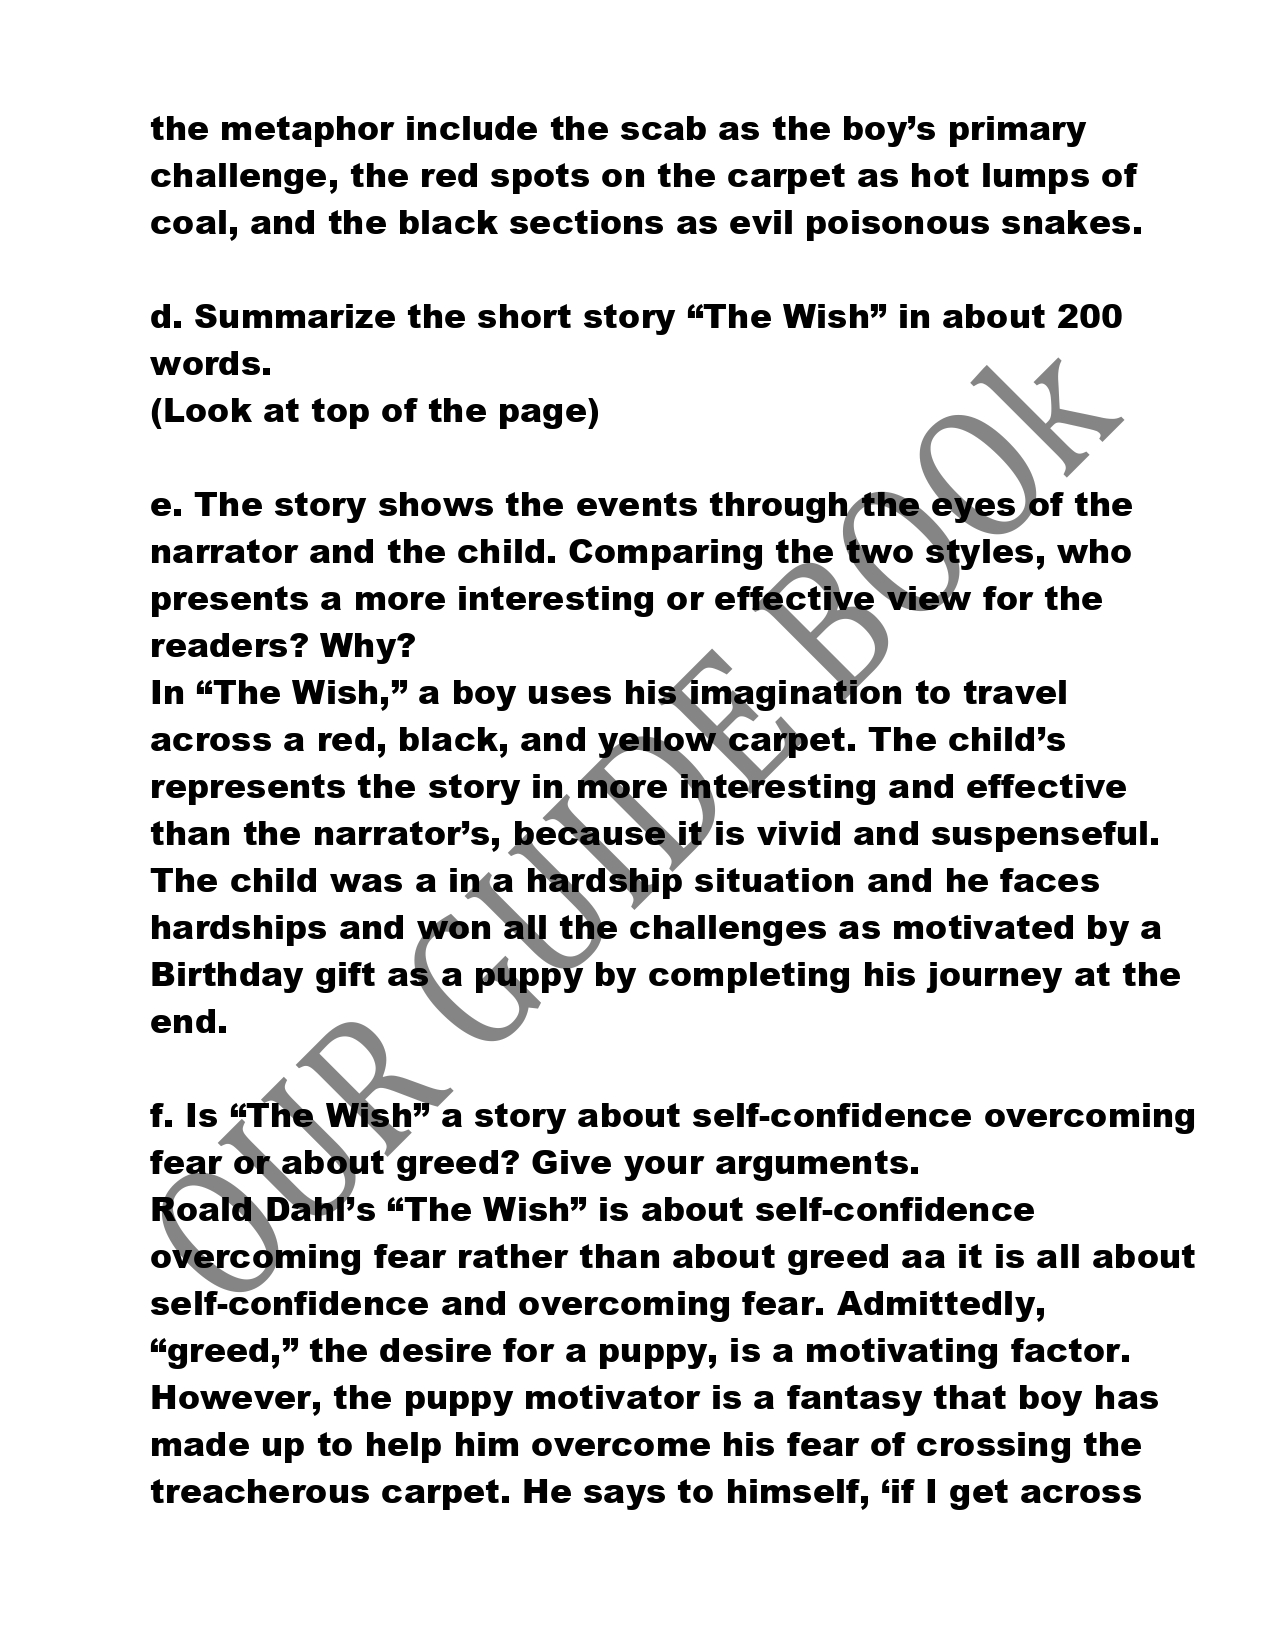 the metaphor include the scab as the boy’s primary
challenge, the red spots on the carpet as hot lumps of
coal, and the black sections as evil poisonous snakes.
d. Summarize the short story “The Wish” in about 200
words.
(Look at top of the page)
e. The story shows the events through the eyes of the
narrator and the child. Comparing the two styles, who
presents a more interesting or effective view for the
readers? Why?
In “The Wish,” a boy uses his imagination to travel
across a red, black, and yellow carpet. The child’s
represents the story in more interesting and effective
than the narrator’s, because it is vivid and suspenseful.
The child was a in a hardship situation and he faces
hardships and won all the challenges as motivated by a
Birthday gift as a puppy by completing his journey at the
end.
f. Is “The Wish” a story about self-confidence overcoming
fear or about greed? Give your arguments.
Roald Dahl’s “The Wish” is about self-confidence
overcoming fear rather than about greed aa it is all about
self-confidence and overcoming fear. Admittedly,
“greed,” the desire for a puppy, is a motivating factor.
However, the puppy motivator is a fantasy that boy has
made up to help him overcome his fear of crossing the
treacherous carpet. He says to himself, ‘if I get across
OUR GUIDE BOOk